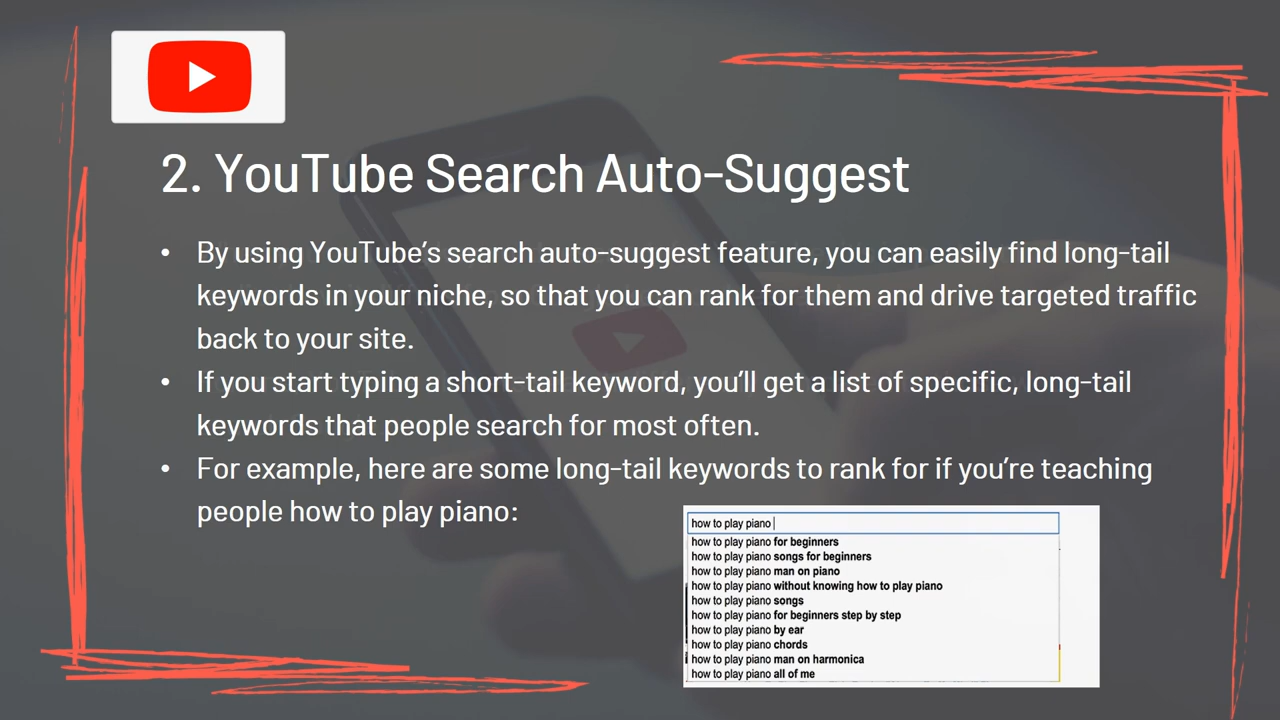 2. YouTube Search Auto-Suggest
• By using YouTube’s search auto-suggest feature, you can easily find long-tail
keywords in your niche, so that you can rank for them and drive targeted traffic
back to your site.
• If you start typing a short-tail keyword, you’ll get a list of specific, long-tail
keywords that people search for most often.
• For example, here are some long-tail keywords to rank for if you’re teaching
people how to play piano:
how to play piano
how to play piano for beginners
how to play piano songs for beginners
how to play piano man on piano
how to play piano without knowing how to play piano
how to play piano songs
how to play piano for beginners step by step
how to play piano by ear
how to play piano chords
how to play piano man on harmonica
how to play piano all of me